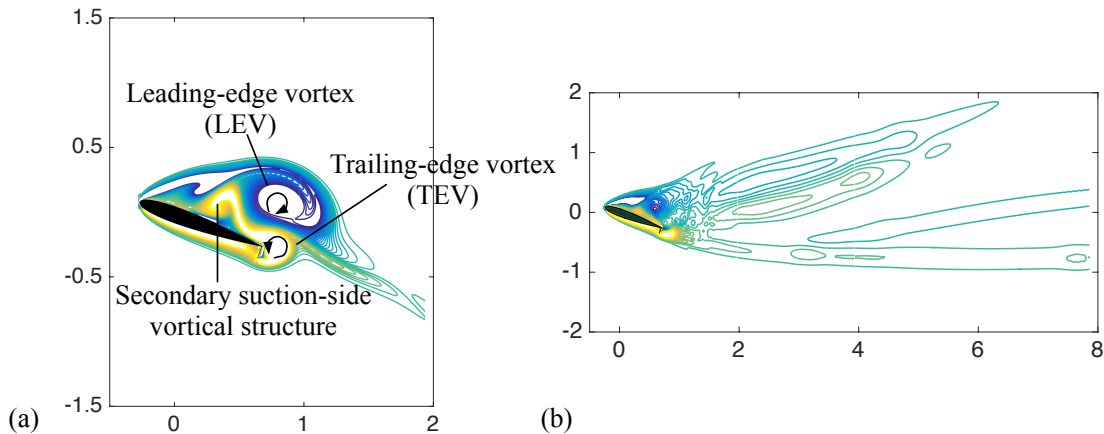 1.5
Leading-edge vortex
(LEV)
0.5
Trailing-edge vortex
(TEV)
-0.5
Secondary suction-side
vortical structure
-1.5
0 1 2
(a)
2
1
0
-1
-2
0 2 4 6 8
(b)